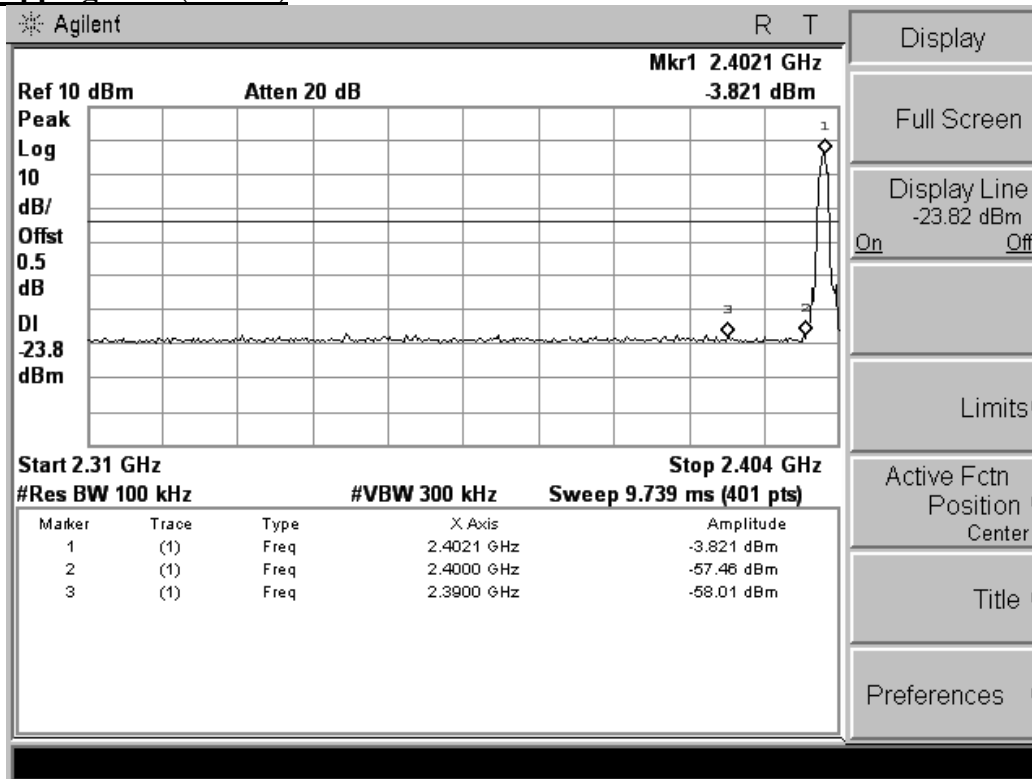 Agilent R T
Mkr1 2.4021 GHz
Ref 10 dBm Atten 20 dB -3.821 dBm
Peak
Log
10
dB/
Offst
0.5
dB
DI
-23.8
dBm
1
3
2
Start 2.31 GHz Stop 2.404 GHz
#Res BW 100 kHz #VBW 300 kHz Sweep 9.739 ms (401 pts)
Marker Trace Type X Axis Amplitude
1 (1) Freq 2.4021 GHz -3.821 dBm
2 (1) Freq 2.4000 GHz -57.46 dBm
3 (1) Freq 2.3900 GHz -58.01 dBm
Display
Full Screen
Display Line
-23.82 dBm
On Off
Limits
Active Fctn
Position
Center
Title
Preferences